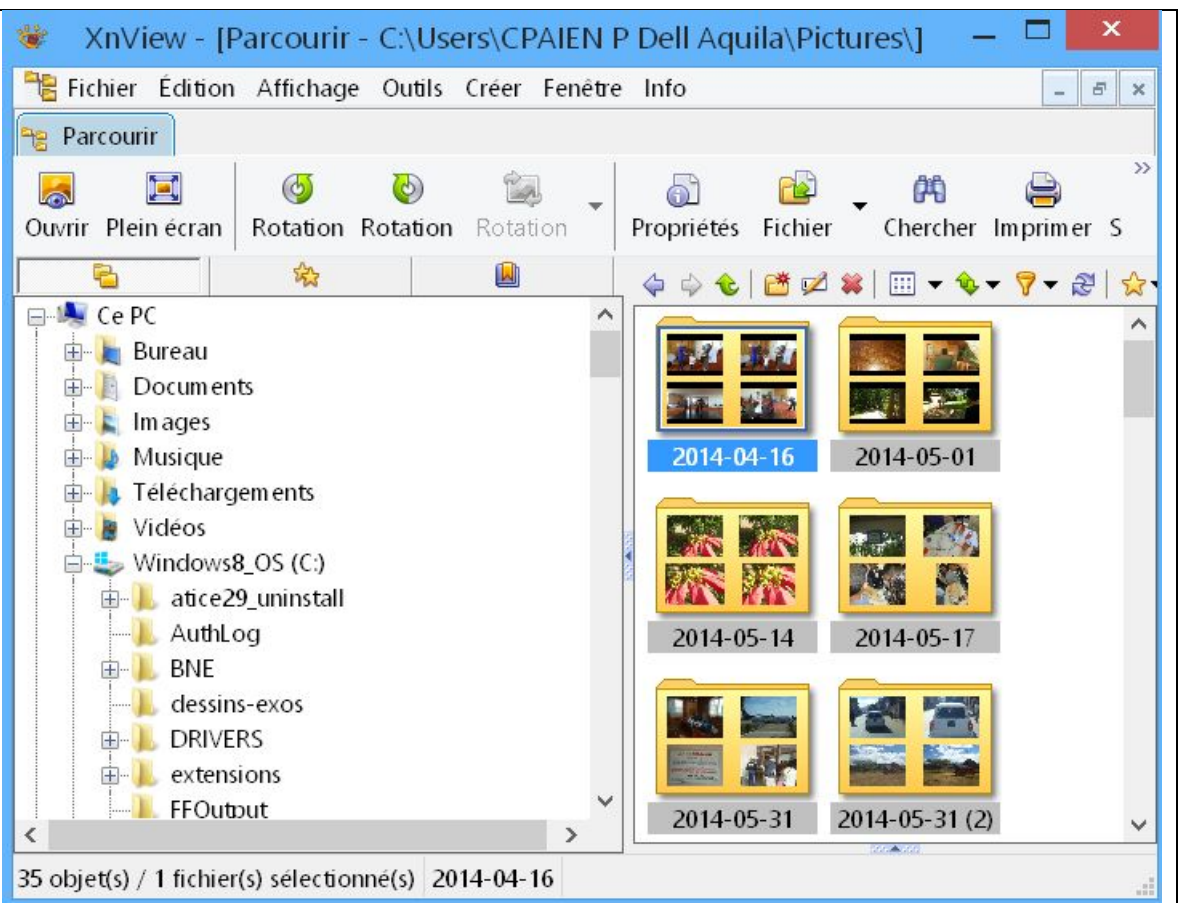 XnView - [Parcourir - C:\Users\CPAIEN P Dell Aquila\Pictures\]
Fichier Édition Affichage Outils Créer Fenêtre Info
Parcourir
Ouvrir Plein écran Rotation Rotation Rotation Propriétés Fichier Chercher Imprimer S
Ce PC
Bureau
Documents
Images
Musique
Téléchargements
Vidéos
Windows8_OS (C:)
atice29_uninstall
AuthLog
BNE
dessins-exos
DRIVERS
extensions
FFOutput
2014-04-16 2014-05-01
2014-05-14 2014-05-17
2014-05-31 2014-05-31 (2)
35 objet(s) / 1 fichier(s) sélectionné(s) 2014-04-16